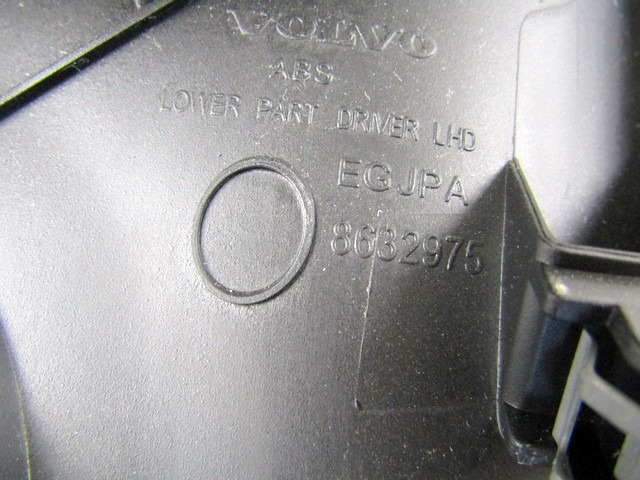 VOLVO
ABS
LOWER PART DRIVER LHD
EGJPA
8632975